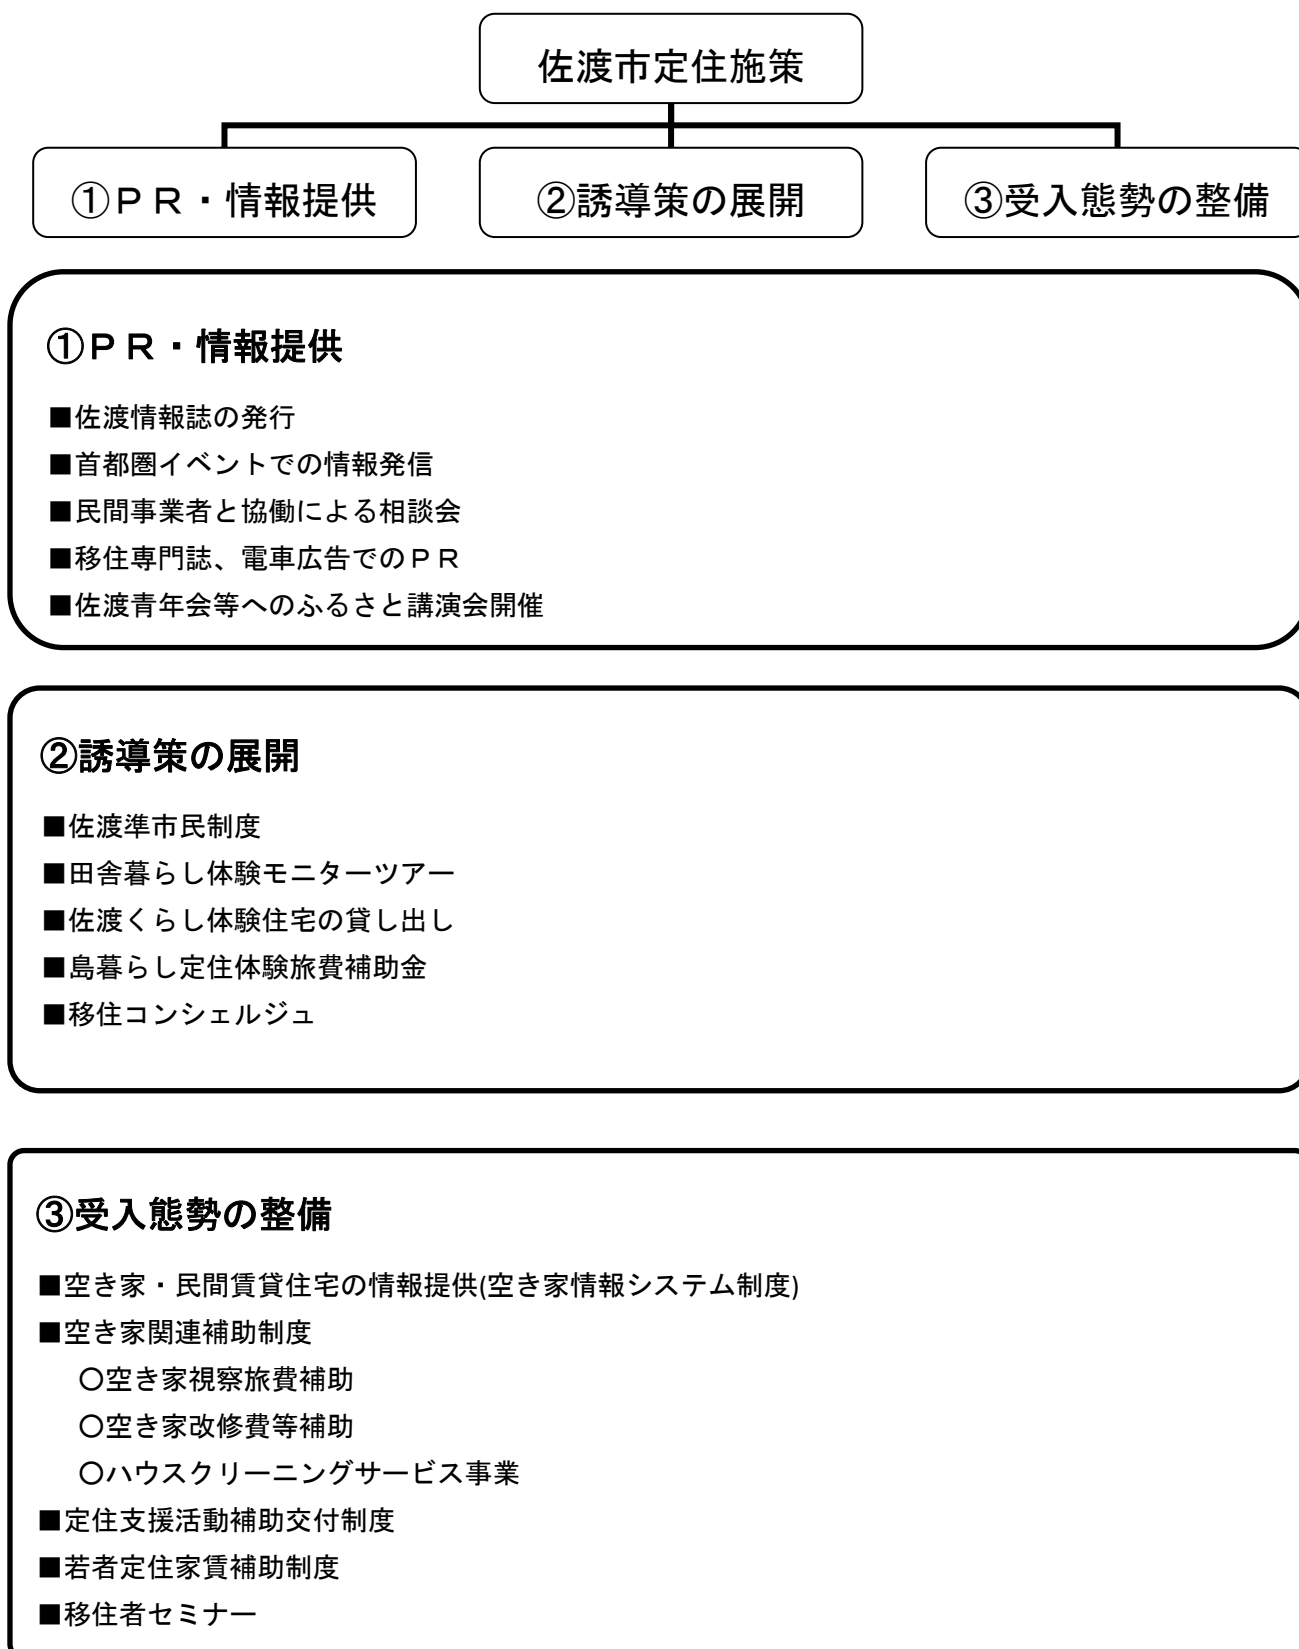 佐渡市定住施策
①ＰＲ・情報提供
②誘導策の展開
③受入態勢の整備
①ＰＲ・情報提供
■佐渡情報誌の発行
■首都圏イベントでの情報発信
■民間事業者と協働による相談会
■移住専門誌、電車広告でのＰＲ
■佐渡青年会等へのふるさと講演会開催
②誘導策の展開
■佐渡準市民制度
■田舎暮らし体験モニターツアー
■佐渡くらし体験住宅の貸し出し
■島暮らし定住体験旅費補助金
■移住コンシェルジュ
③受入態勢の整備
■空き家・民間賃貸住宅の情報提供(空き家情報システム制度)
■空き家関連補助制度
○空き家視察旅費補助
○空き家改修費等補助
○ハウスクリーニングサービス事業
■定住支援活動補助交付制度
■若者定住家賃補助制度
■移住者セミナー